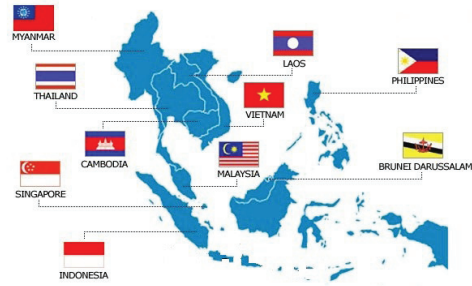 MYANMAR
LAOS
PHILIPPINES
THAILAND
VIETNAM
CAMBODIA
MALAYSIA
BRUNEI DARUSSALAM
SINGAPORE
INDONESIA